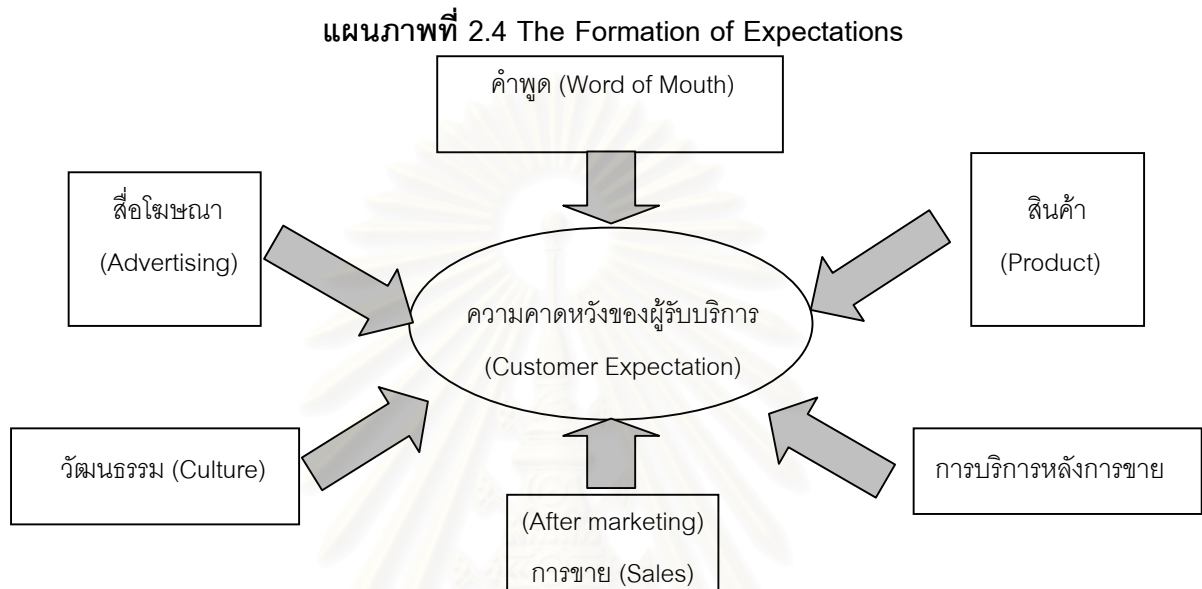 แผนภาพที่ 2.4 The Formation of Expectations
คำพูด (Word of Mouth)
สื่อโฆษณา
(Advertising)
สินค้า
(Product)
ความคาดหวังของผู้รับบริการ
(Customer Expectation)
วัฒนธรรม (Culture)
การบริการหลังการขาย
(After marketing)
การขาย (Sales)